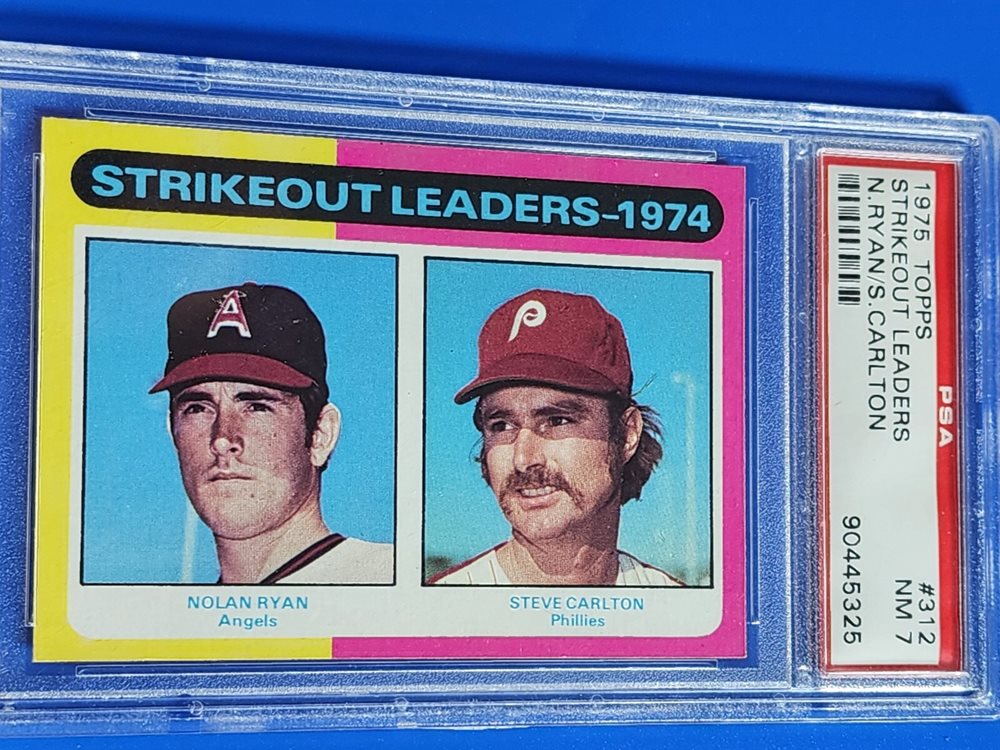 STRIKEOUT LEADERS-1974
A
P
NOLAN RYAN
Angels
STEVE CARLTON
Phillies
1975 TOPPS
STRIKEOUT LEADERS
N.RYAN/S.CARLTON
PSA
#312
NM 7
90445325